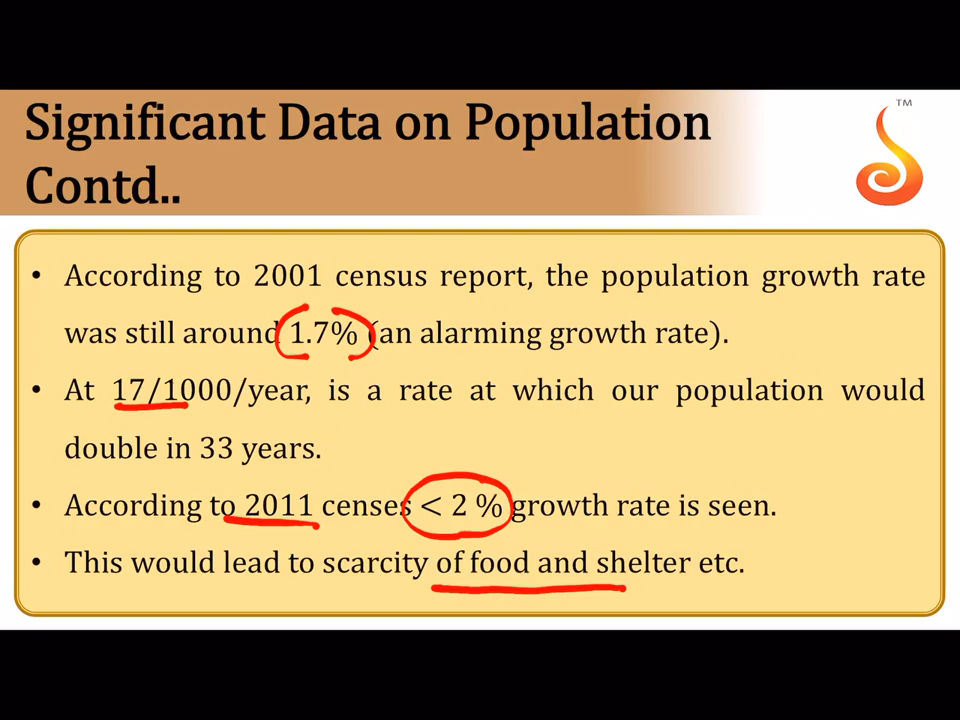 Significant Data on Population
Contd..
TM
• According to 2001 census report, the population growth rate
was still around 1.7% (an alarming growth rate).
• At 17/1000/year, is a rate at which our population would
double in 33 years.
• According to 2011 censes < 2 % growth rate is seen.
• This would lead to scarcity of food and shelter etc.